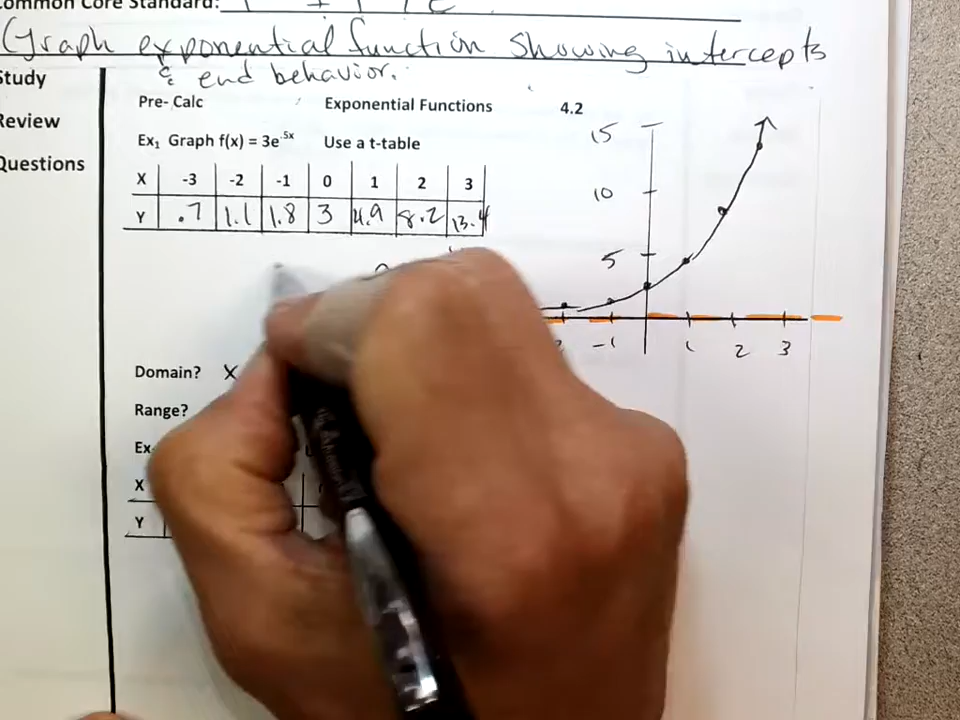 Common Core Standard:
Graph exponential function showing intercepts
& end behavior.
Study
Review
Questions
Pre- Calc Exponential Functions 4.2
Ex1 Graph f(x) = 3e^.5x Use a t-table
X -3 -2 -1 0 1 2 3
Y .7 1.1 1.8 3 4.9 8.2 13.4
15
10
5
-1 1 2 3
Domain? X
Range?
Ex
X
Y